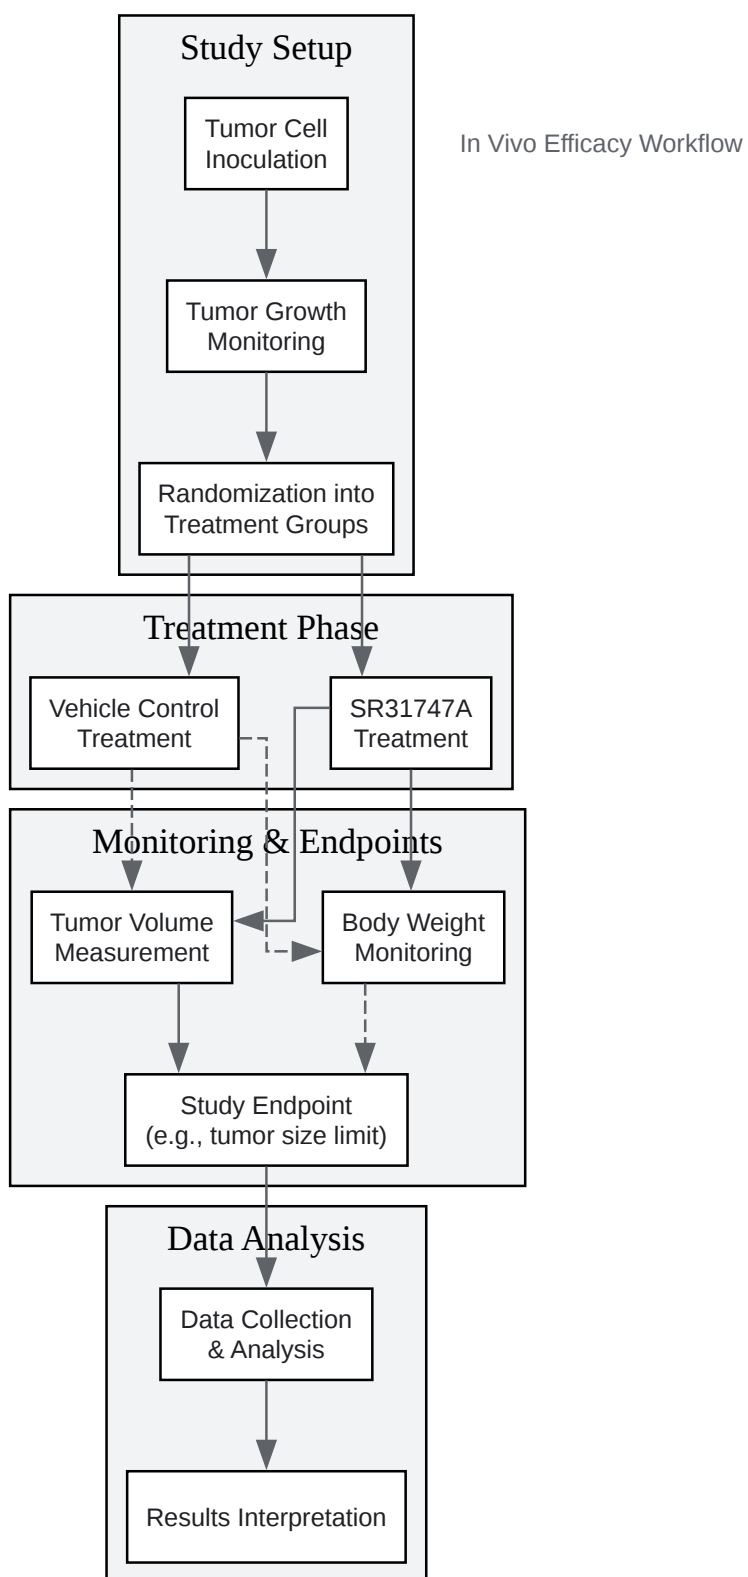 Study Setup
Tumor Cell
Inoculation
In Vivo Efficacy Workflow
Tumor Growth
Monitoring
Randomization into
Treatment Groups
Treatment Phase
Vehicle Control
Treatment
SR31747A
Treatment
Monitoring & Endpoints
Tumor Volume
Measurement
Body Weight
Monitoring
Study Endpoint
(e.g., tumor size limit)
Data Analysis
Data Collection
& Analysis
Results Interpretation